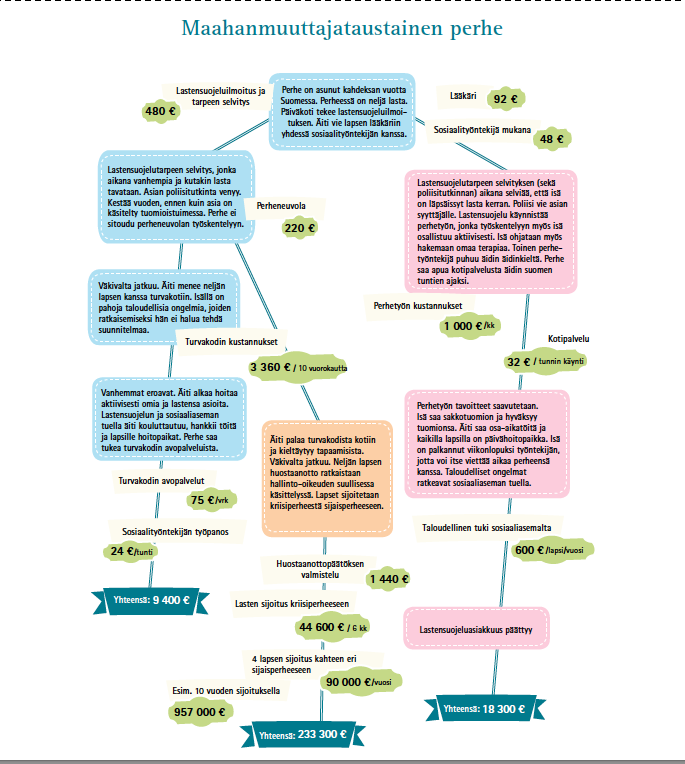 Maahanmuuttajataustainen perhe
Lastensuojeluilmoitus ja
tarpeen selvitys
480 €
Perhe on asunut kahdeksan vuotta
Suomessa. Perheessä on neljä lasta.
Päiväkoti tekee lastensuojeluilmoi-
tuksen. Äiti vie lapsen lääkäriin
yhdessä sosiaalityöntekijän kanssa.
Lääkäri
92 €
Sosiaalityöntekijä mukana
48 €
Lastensuojelutarpeen selvitys, jonka
aikana vanhempia ja kutakin lasta
tavataan. Asian poliisitutkinta venyy.
Kestää vuoden, ennen kuin asia on
käsitelty tuomioistuimessa. Perhe ei
sitoudu perheneuvolan työskentelyyn.
Perheneuvola
220 €
Lastensuojelutarpeen selvityksen (sekä
poliisitutkinnan) aikana selviää, että isä
on läpsäissyt lasta kerran. Poliisi vie asian
syyttäjälle. Lastensuojelu käynnistää
perhetyön, jonka työskentelyyn myös isä
osallistuu aktiivisesti. Isä ohjataan myös
hakemaan omaa terapiaa. Toinen perhe-
työntekijä puhuu äidin äidinkieltä. Perhe
saa apua kotipalvelusta äidin suomen
tuntien ajaksi.
Väkivalta jatkuu. Äiti menee neljän
lapsen kanssa turvakotiin. Isällä on
pahoja taloudellisia ongelmia, joiden
ratkaisemiseksi hän ei halua tehdä
suunnitelmaa.
Turvakodin kustannukset
3 360 € / 10 vuorokautta
Perhetyön kustannukset
1 000 € /kk
Kotipalvelu
32 € / tunnin käynti
Vanhemmat eroavat. Äiti alkaa hoitaa
aktiivisesti omia ja lastensa asioita.
Lastensuojelun ja sosiaaliaseman
tuella äiti kouluttautuu, hankkii töitä
ja lapsille hoitopaikat. Perhe saa
tukea turvakodin avopalveluista.
Turvakodin avopalvelut
75 €/vrk
Sosiaalityöntekijän työpanos
24 €/tunti
Yhteensä: 9 400 €
Äiti palaa turvakodista kotiin
ja kieltäytyy tapaamisista.
Väkivalta jatkuu. Neljän lapsen
huostaanotto ratkaistaan
hallinto-oikeuden suullisessa
käsittelyssä. Lapset sijoitetaan
kriisiperheestä sijaisperheeseen.
Huostaanottopäätöksen
valmistelu
1 440 €
Lasten sijoitus kriisiperheeseen
44 600 € / 6 kk
4 lapsen sijoitus kahteen eri
sijaisperheeseen
90 000 €/vuosi
Esim. 10 vuoden sijoituksella
957 000 €
Yhteensä: 233 300 €
Perhetyön tavoitteet saavutetaan.
Isä saa sakkotuomion ja hyväksyy
tuomionsa. Äiti saa osa-aikatöitä ja
kaikilla lapsilla on päivähoitopaikka. Isä
on palkannut viikonlopuksi työntekijän,
jotta voi itse viettää aikaa perheensä
kanssa. Taloudelliset ongelmat
ratkeavat sosiaaliaseman tuella.
Taloudellinen tuki sosiaaliasemalta
600 € /lapsi/vuosi
Lastensuojeluasiakkuus päättyy
Yhteensä: 18 300 €